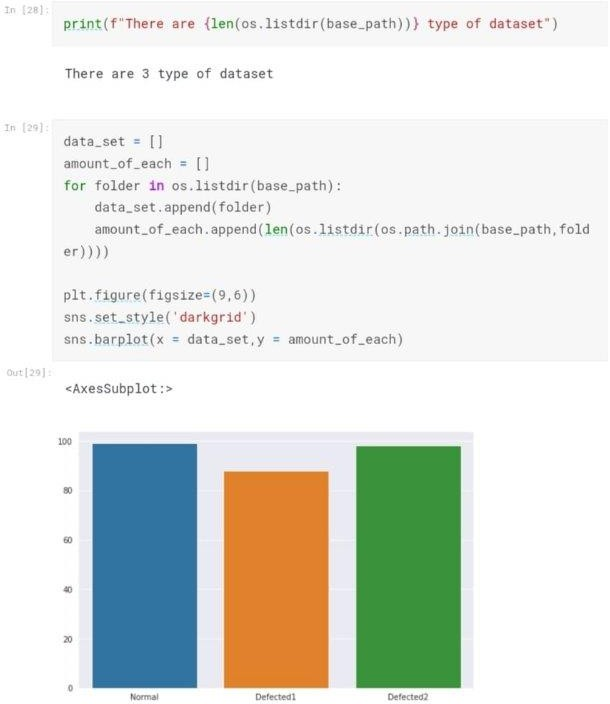 In [28]:
print(f"There are {len(os.listdir(base_path))} type of dataset")
There are 3 type of dataset
In [29]:
data_set = []
amount_of_each = []
for folder in os.listdir(base_path):
    data_set.append(folder)
    amount_of_each.append(len(os.listdir(os.path.join(base_path,fold
er))))
plt.figure(figsize=(9,6))
sns.set_style('darkgrid')
sns.barplot(x = data_set,y = amount_of_each)
Out[29]:
<AxesSubplot:>
100
80
60
40
20
0
Normal Defected1 Defected2